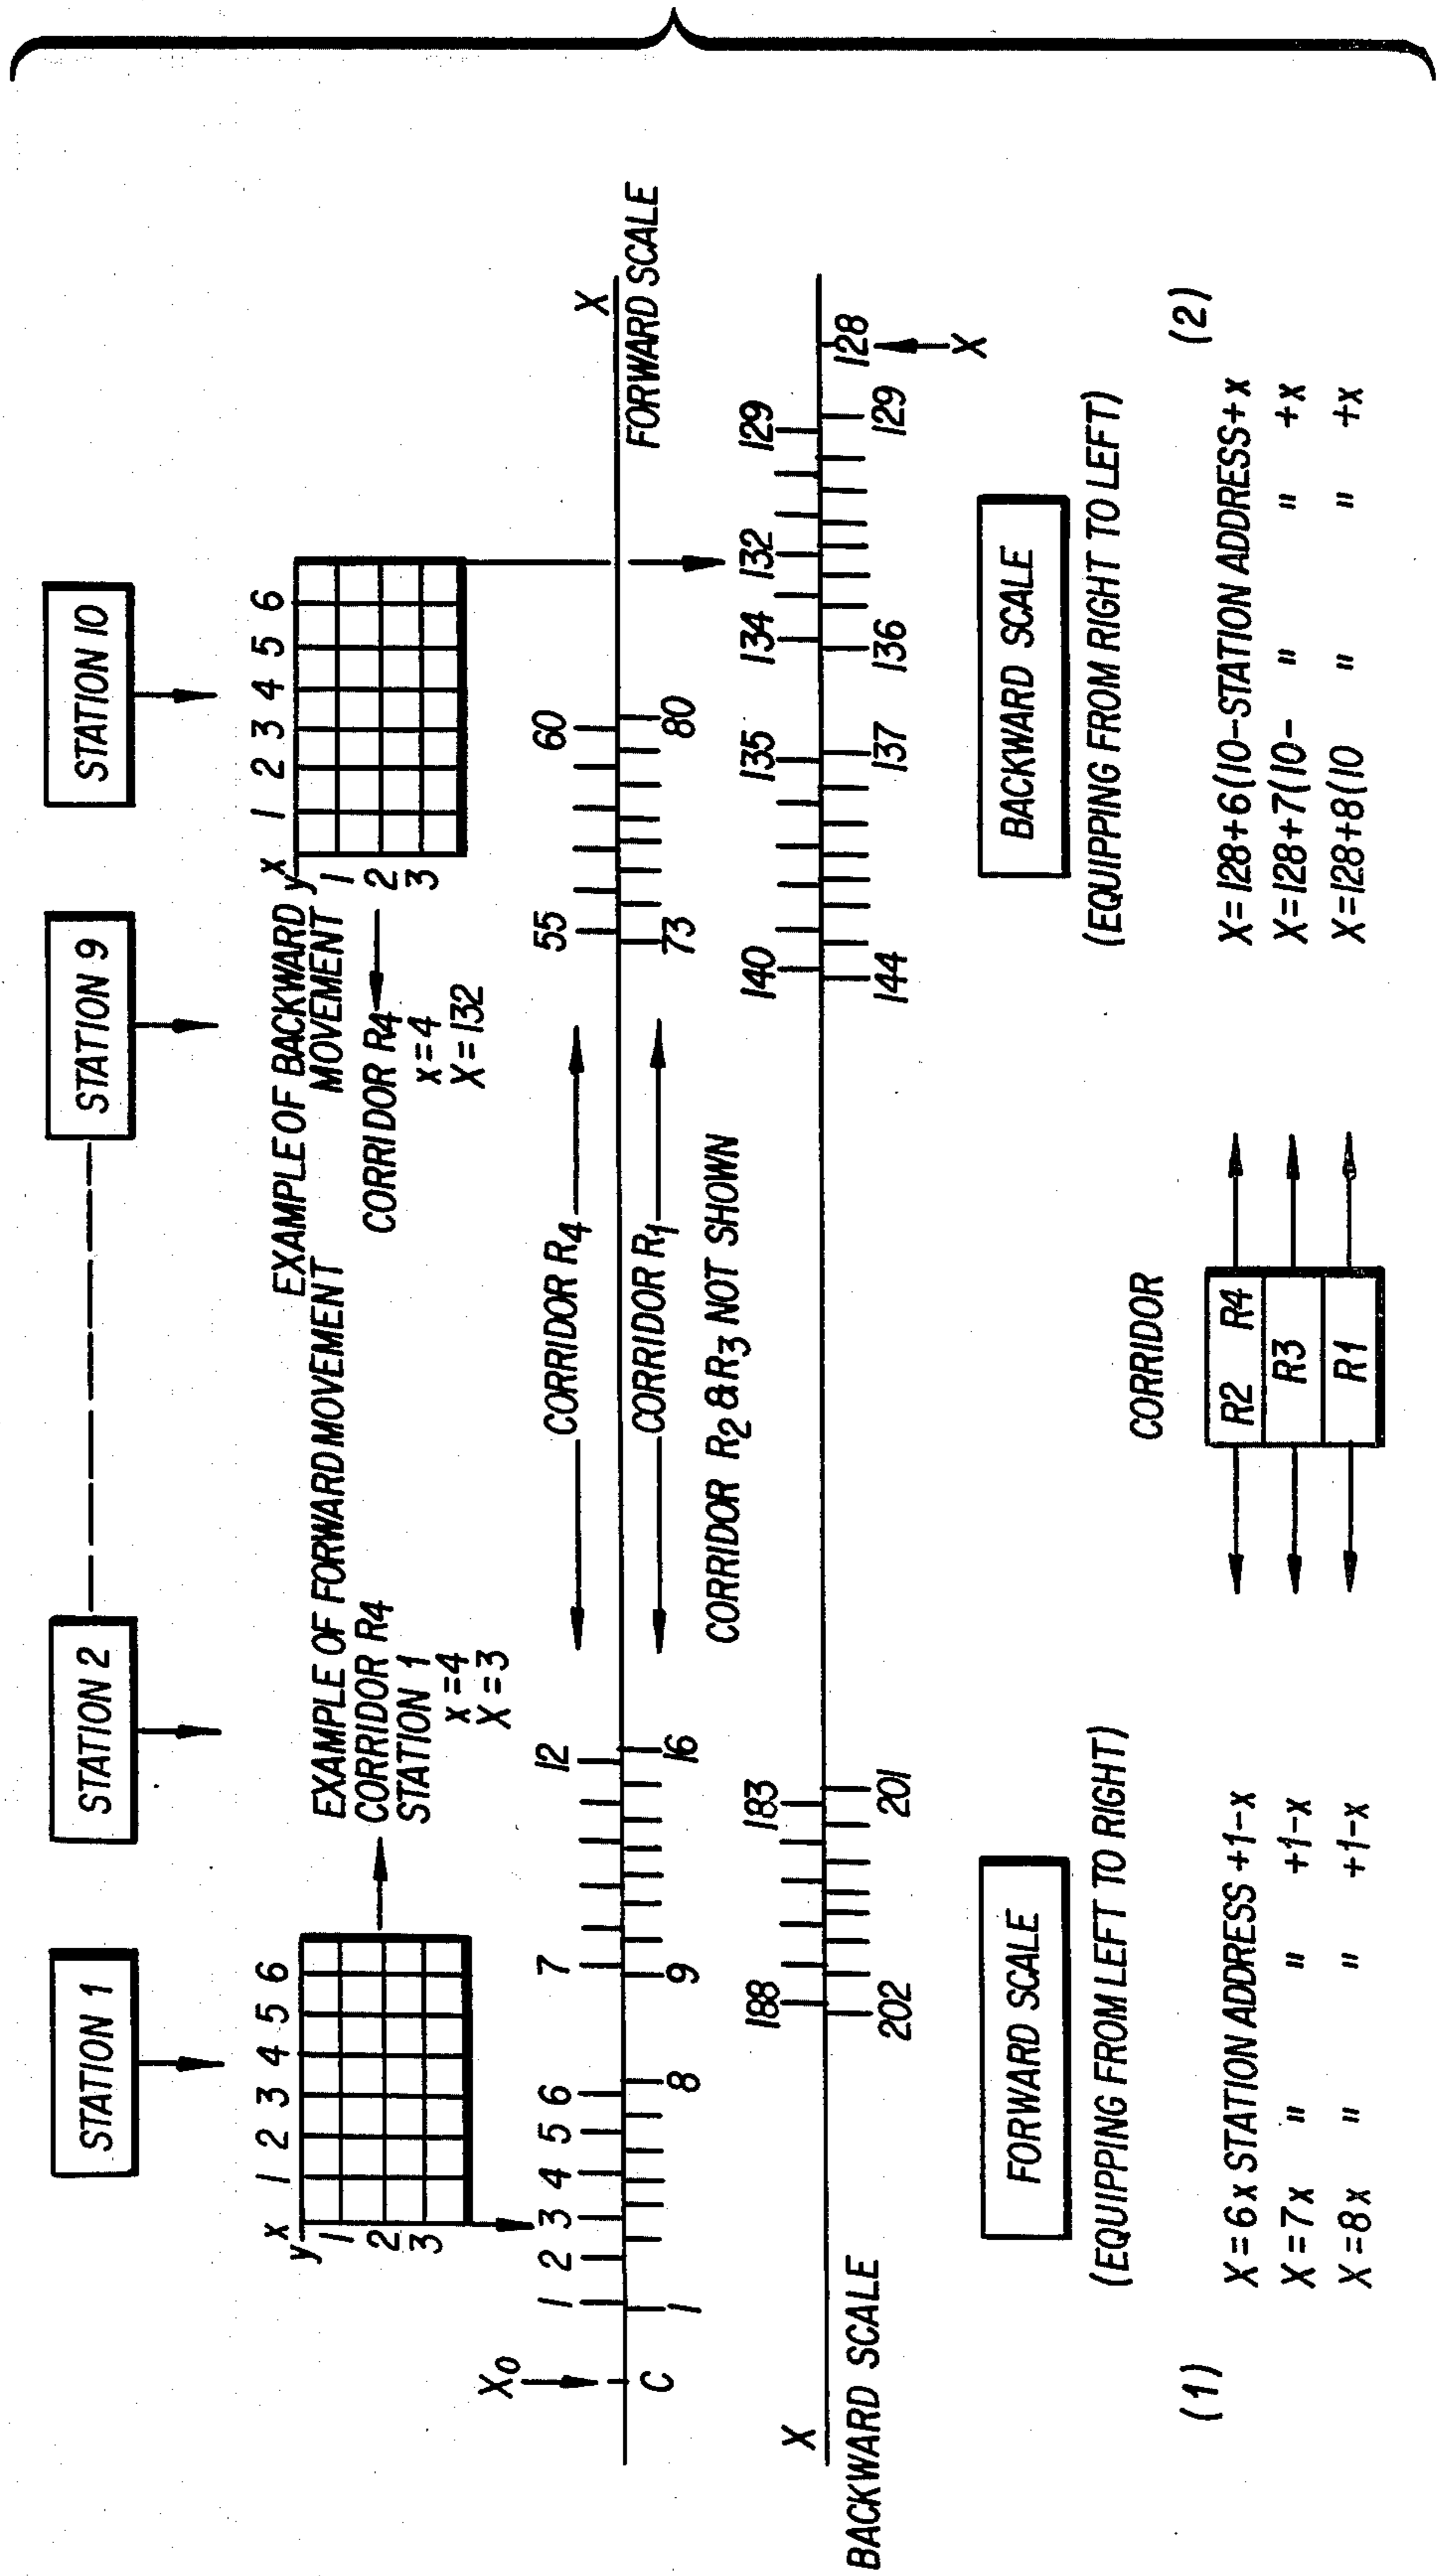 STATION 1
STATION 2
STATION 9
STATION 10
x 1 2 3 4 5 6
y
1
2
3
EXAMPLE OF FORWARD MOVEMENT
CORRIDOR R4
STATION 1
x = 4
X = 3
EXAMPLE OF BACKWARD
MOVEMENT
CORRIDOR R4
x = 4
X = 132
x 1 2 3 4 5 6
y
1
2
3
X0
C
1 2 3 4 5 6 7 12
CORRIDOR R4
55 60
X
1 8 9 16
CORRIDOR R1
73 80
FORWARD SCALE
CORRIDOR R2 & R3 NOT SHOWN
X
BACKWARD SCALE
188 183 140 135 134 132 129
202 201 144 137 136 129 128
X
FORWARD SCALE
(EQUIPPING FROM LEFT TO RIGHT)
BACKWARD SCALE
(EQUIPPING FROM RIGHT TO LEFT)
CORRIDOR
R2 R4
R3
R1
(1)
X = 6x STATION ADDRESS +1-x
X = 7x " " +1-x
X = 8x " " +1-x
(2)
X = 128+6(10-STATION ADDRESS+x
X = 128+7(10- " " +x
X = 128+8(10 " " +x